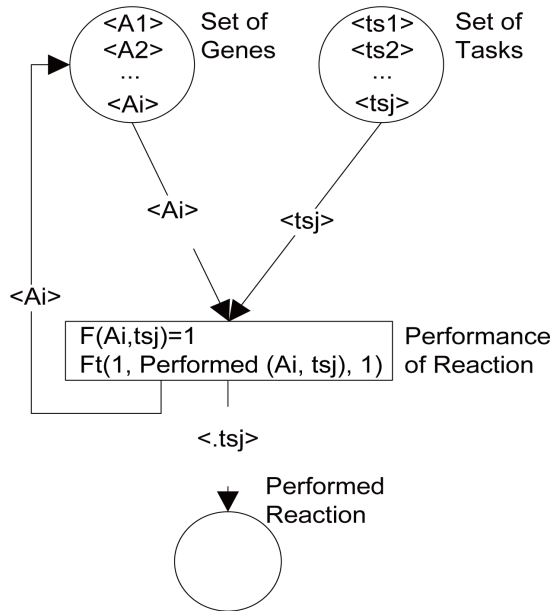 <A1>
<A2>
...
<Ai>
Set of
Genes
<ts1>
<ts2>
...
<tsj>
Set of
Tasks
<Ai>
<tsj>
<Ai>
F(Ai,tsj)=1
Ft(1, Performed (Ai, tsj), 1)
Performance
of Reaction
<.tsj>
Performed
Reaction